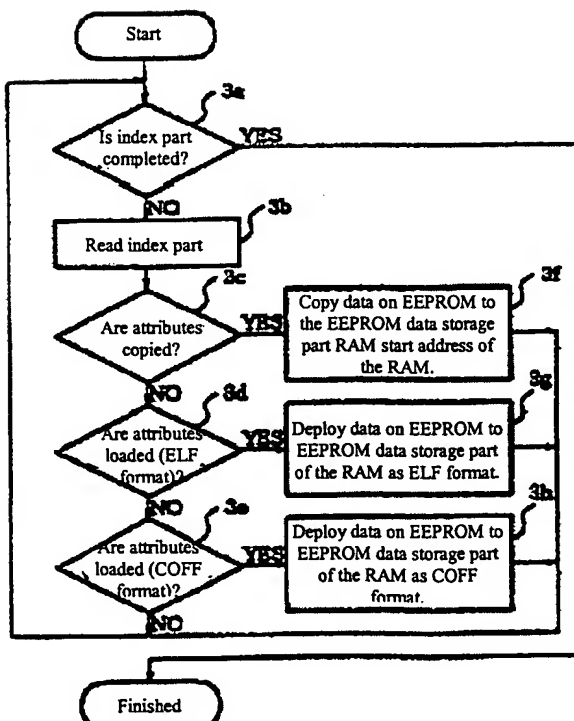 Start
3a
Is index part
completed?
YES
NO
3b
Read index part
3c
Are attributes
copied?
YES
3f
Copy data on EEPROM to
the EEPROM data storage
part RAM start address of
the RAM.
NO
3d
Are attributes
loaded (ELF
format)?
YES
3g
Deploy data on EEPROM to
EEPROM data storage part
of the RAM as ELF format.
NO
3e
Are attributes
loaded (COFF
format)?
YES
3h
Deploy data on EEPROM to
EEPROM data storage part
of the RAM as COFF
format.
NO
Finished